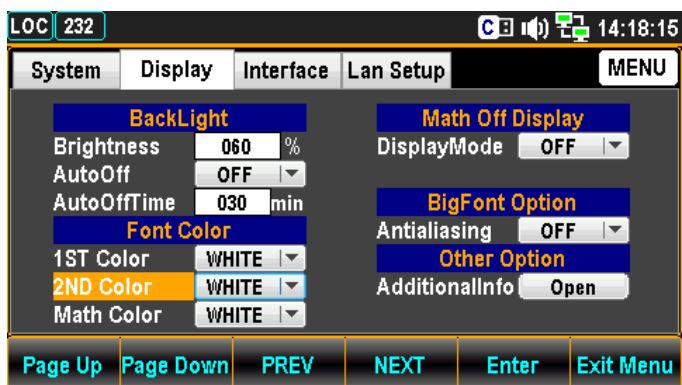 LOC 232 C 14:18:15
System Display Interface Lan Setup MENU
BackLight
Brightness 060 %
AutoOff OFF
AutoOffTime 030 min
Font Color
1ST Color WHITE
2ND Color WHITE
Math Color WHITE
Math Off Display
DisplayMode OFF
BigFont Option
Antialiasing OFF
Other Option
AdditionalInfo Open
Page Up Page Down PREV NEXT Enter Exit Menu